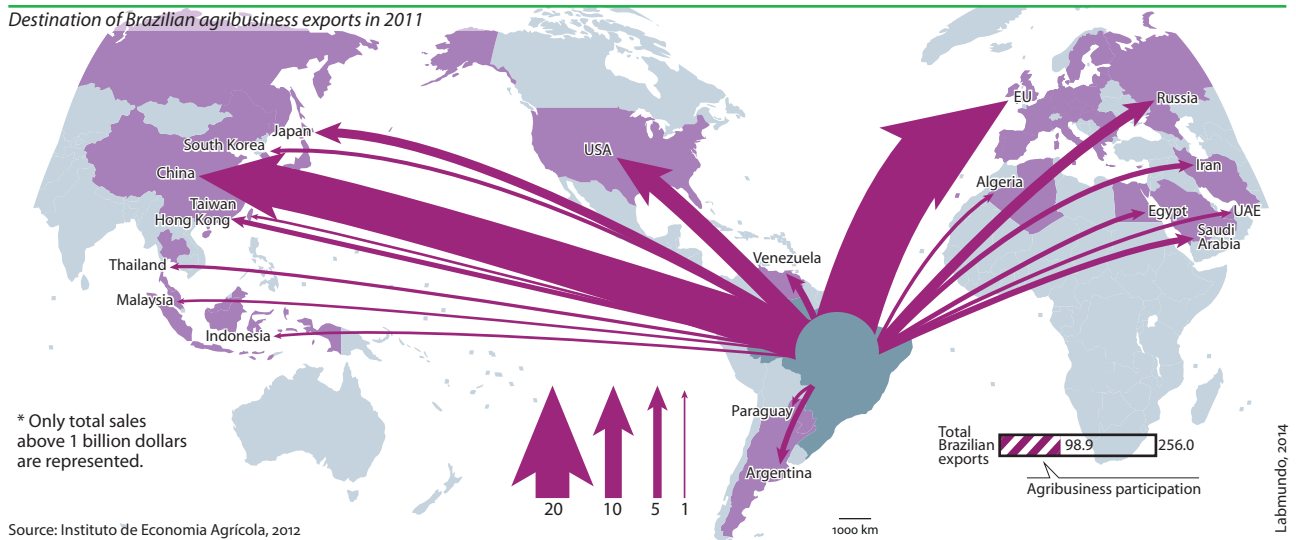 Destination of Brazilian agribusiness exports in 2011
EU
Russia
Japan
South Korea
USA
China
Iran
Algeria
Taiwan
Hong Kong
Egypt
UAE
Saudi
Arabia
Venezuela
Thailand
Malaysia
Indonesia
Paraguay
Argentina
* Only total sales
above 1 billion dollars
are represented.
20 10 5 1
Total
Brazilian
exports
98.9 256.0
Agribusiness participation
1000 km
Source: Instituto de Economia Agrícola, 2012
Labmundo, 2014